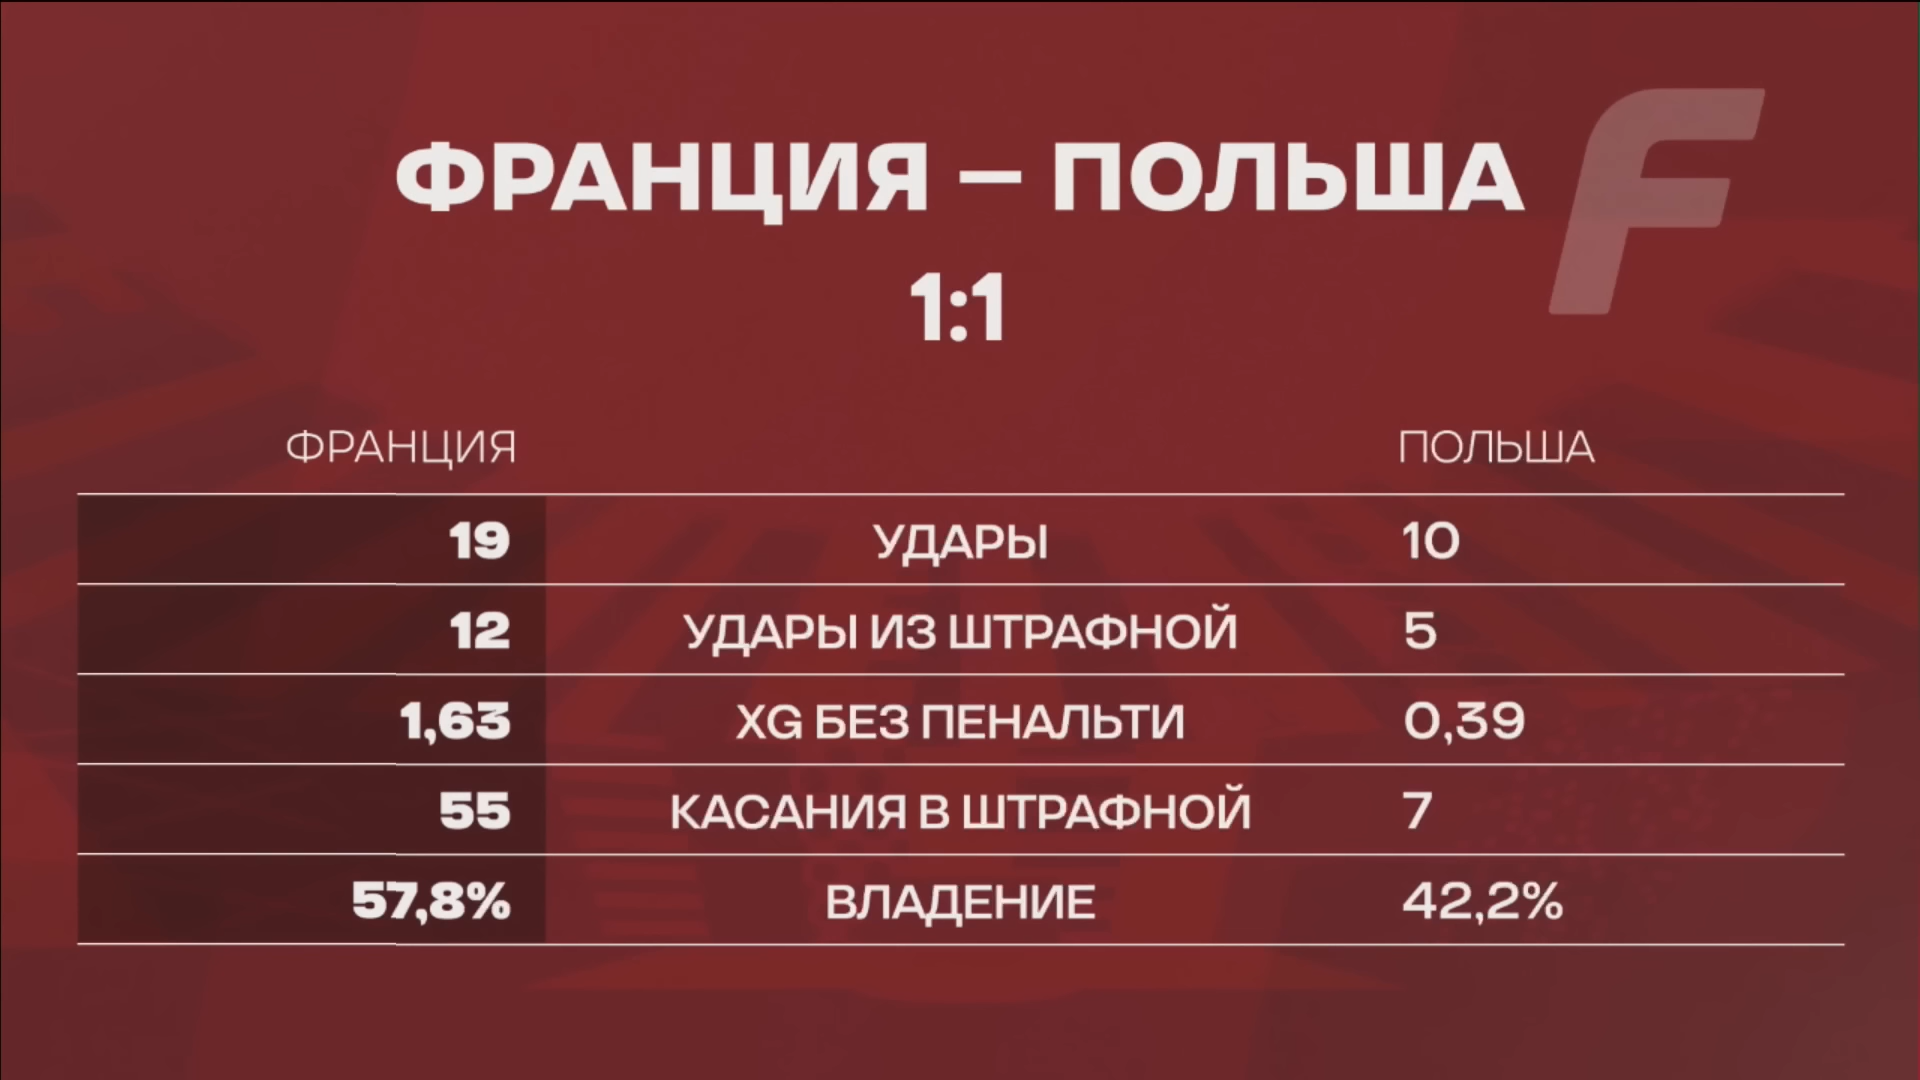 ФРАНЦИЯ – ПОЛЬША
1:1
ФРАНЦИЯ ПОЛЬША
19 УДАРЫ 10
12 УДАРЫ ИЗ ШТРАФНОЙ 5
1,63 XG БЕЗ ПЕНАЛЬТИ 0,39
55 КАСАНИЯ В ШТРАФНОЙ 7
57,8% ВЛАДЕНИЕ 42,2%
F